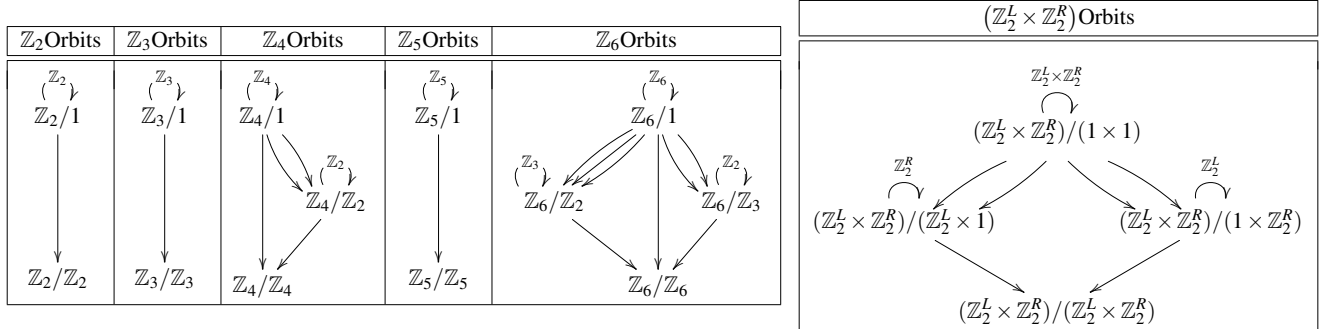 ℤ₂Orbits ℤ₃Orbits ℤ₄Orbits ℤ₅Orbits ℤ₆Orbits
ℤ₂ ℤ₃ ℤ₄ ℤ₅ ℤ₆
ℤ₂/1 ℤ₃/1 ℤ₄/1 ℤ₅/1 ℤ₆/1
ℤ₂ ℤ₃ ℤ₂
ℤ₄/ℤ₂ ℤ₆/ℤ₂ ℤ₆/ℤ₃
ℤ₂/ℤ₂ ℤ₃/ℤ₃ ℤ₄/ℤ₄ ℤ₅/ℤ₅ ℤ₆/ℤ₆
(ℤ₂ᴸ × ℤ₂ᴿ)Orbits
ℤ₂ᴸ×ℤ₂ᴿ
(ℤ₂ᴸ × ℤ₂ᴿ)/(1 × 1)
ℤ₂ᴿ ℤ₂ᴸ
(ℤ₂ᴸ × ℤ₂ᴿ)/(ℤ₂ᴸ × 1) (ℤ₂ᴸ × ℤ₂ᴿ)/(1 × ℤ₂ᴿ)
(ℤ₂ᴸ × ℤ₂ᴿ)/(ℤ₂ᴸ × ℤ₂ᴿ)